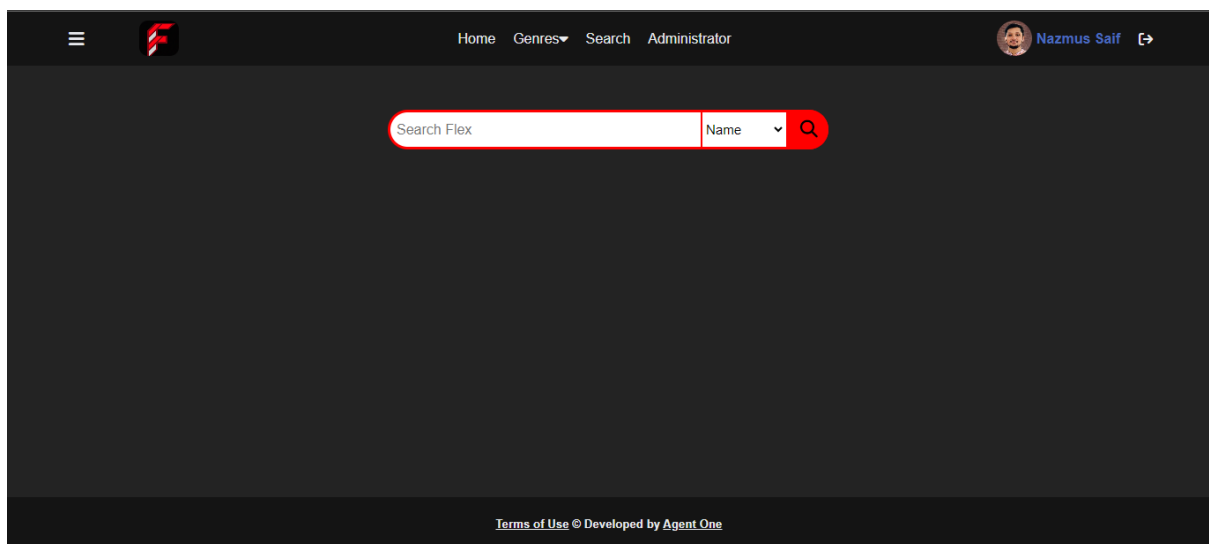 Home Genres Search Administrator Nazmus Saif
Search Flex Name
Terms of Use © Developed by Agent One